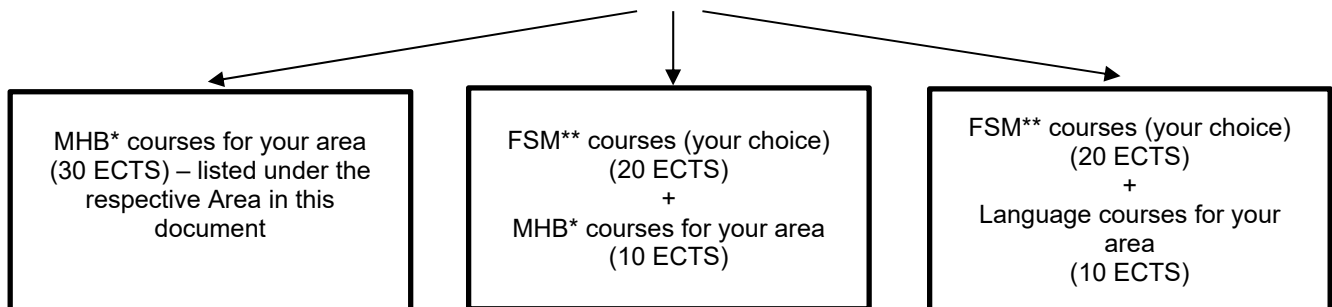 MHB* courses for your area
(30 ECTS) – listed under the
respective Area in this
document
FSM** courses (your choice)
(20 ECTS)
+
MHB* courses for your area
(10 ECTS)
FSM** courses (your choice)
(20 ECTS)
+
Language courses for your
area
(10 ECTS)